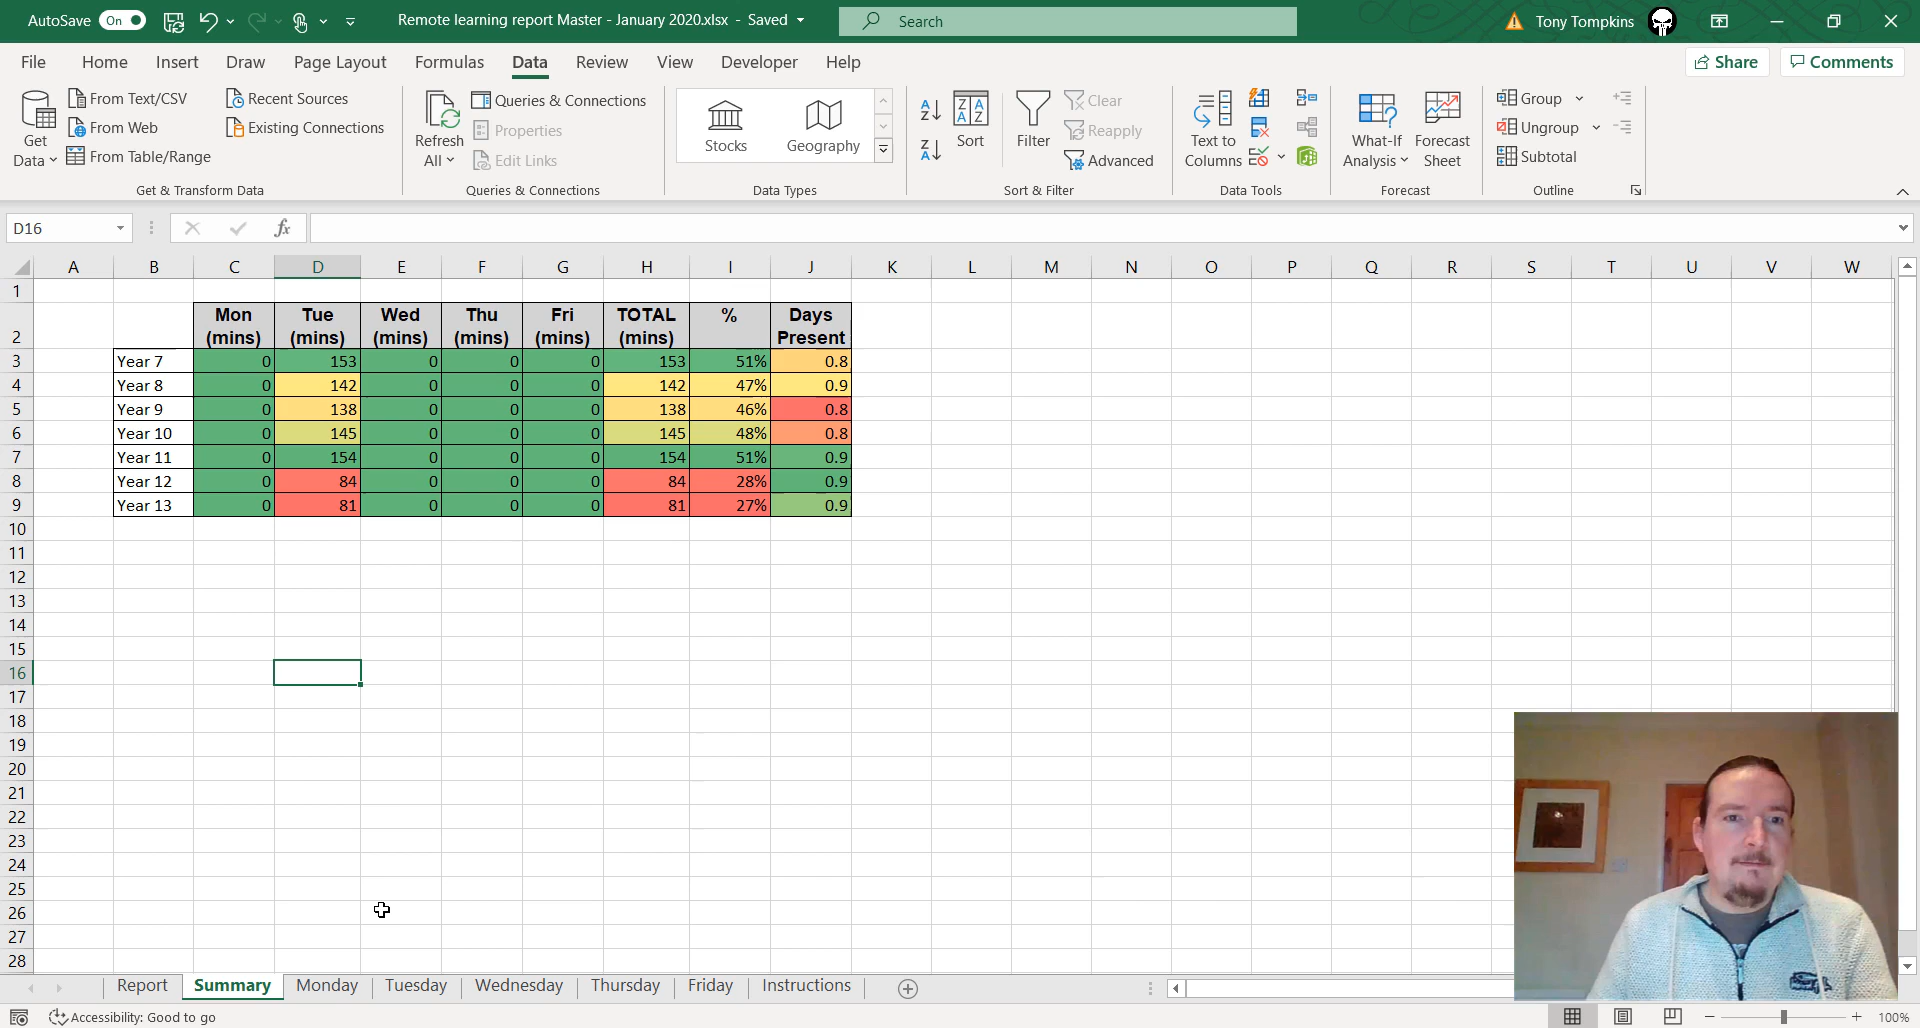 AutoSave On Remote learning report Master - January 2020.xlsx - Saved Search Tony Tompkins
File Home Insert Draw Page Layout Formulas Data Review View Developer Help Share Comments
From Text/CSV Recent Sources
From Web Existing Connections
From Table/Range
Get Data
Get & Transform Data
Refresh All
Queries & Connections
Properties
Edit Links
Queries & Connections
Stocks Geography
Data Types
Sort Filter
Clear
Reapply
Advanced
Sort & Filter
Text to Columns
Data Tools
What-If Analysis Forecast Sheet
Forecast
Group
Ungroup
Subtotal
Outline
D16 fx
A B C D E F G H I J K L M N O P Q R S T U V W
1
2 Mon (mins) Tue (mins) Wed (mins) Thu (mins) Fri (mins) TOTAL (mins) % Days Present
3 Year 7 0 153 0 0 0 153 51% 0.8
4 Year 8 0 142 0 0 0 142 47% 0.9
5 Year 9 0 138 0 0 0 138 46% 0.8
6 Year 10 0 145 0 0 0 145 48% 0.8
7 Year 11 0 154 0 0 0 154 51% 0.9
8 Year 12 0 84 0 0 0 84 28% 0.9
9 Year 13 0 81 0 0 0 81 27% 0.9
10
11
12
13
14
15
16
17
18
19
20
21
22
23
24
25
26
27
28
Report Summary Monday Tuesday Wednesday Thursday Friday Instructions
Accessibility: Good to go 100%